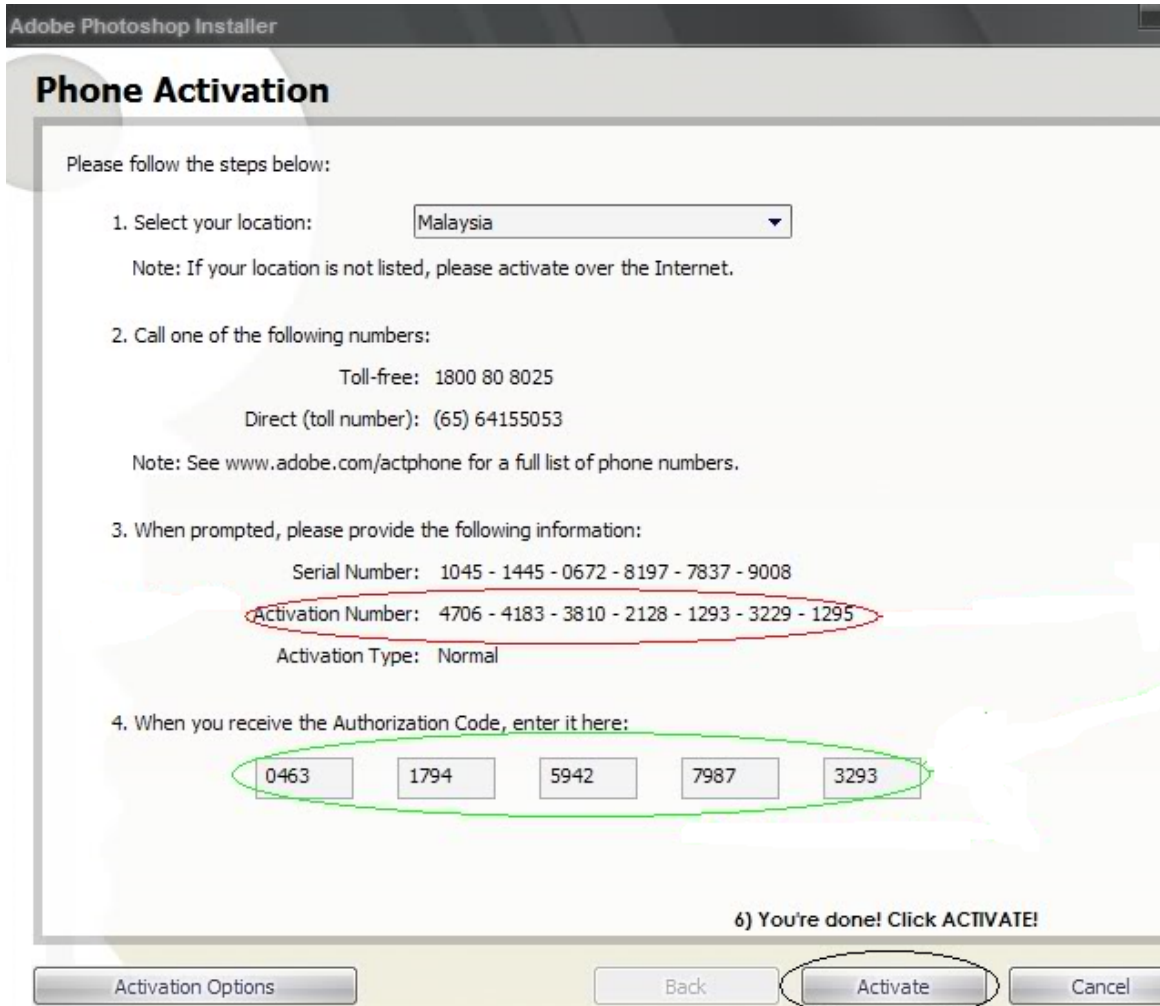 Adobe Photoshop Installer
Phone Activation
Please follow the steps below:
1. Select your location: Malaysia
Note: If your location is not listed, please activate over the Internet.
2. Call one of the following numbers:
Toll-free: 1800 80 8025
Direct (toll number): (65) 64155053
Note: See www.adobe.com/actphone for a full list of phone numbers.
3. When prompted, please provide the following information:
Serial Number: 1045 - 1445 - 0672 - 8197 - 7837 - 9008
Activation Number: 4706 - 4183 - 3810 - 2128 - 1293 - 3229 - 1295
Activation Type: Normal
4. When you receive the Authorization Code, enter it here:
0463 1794 5942 7987 3293
6) You're done! Click ACTIVATE!
Activation Options Back Activate Cancel